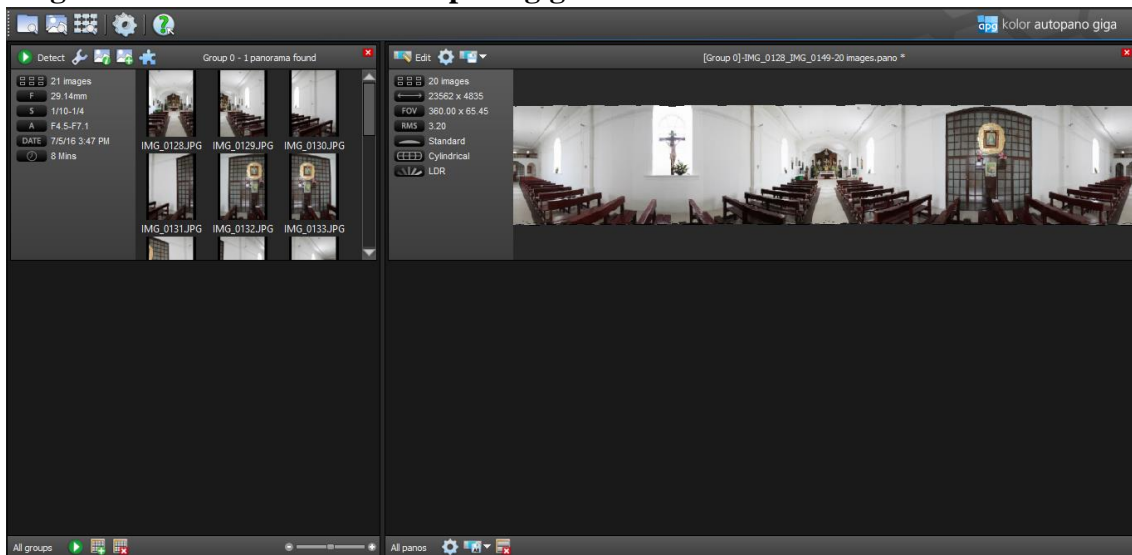 kolor autopano giga
apg
Detect
Group 0 - 1 panorama found
21 images
F 29.14mm
S 1/10-1/4
A F4.5-F7.1
DATE 7/5/16 3:47 PM
8 Mins
IMG_0128.JPG IMG_0129.JPG IMG_0130.JPG
IMG_0131.JPG IMG_0132.JPG IMG_0133.JPG
Edit
[Group 0]-IMG_0128_IMG_0149-20 images.pano *
20 images
23562 x 4835
FOV 360.00 x 65.45
RMS 3.20
Standard
Cylindrical
LDR
All groups
All panos